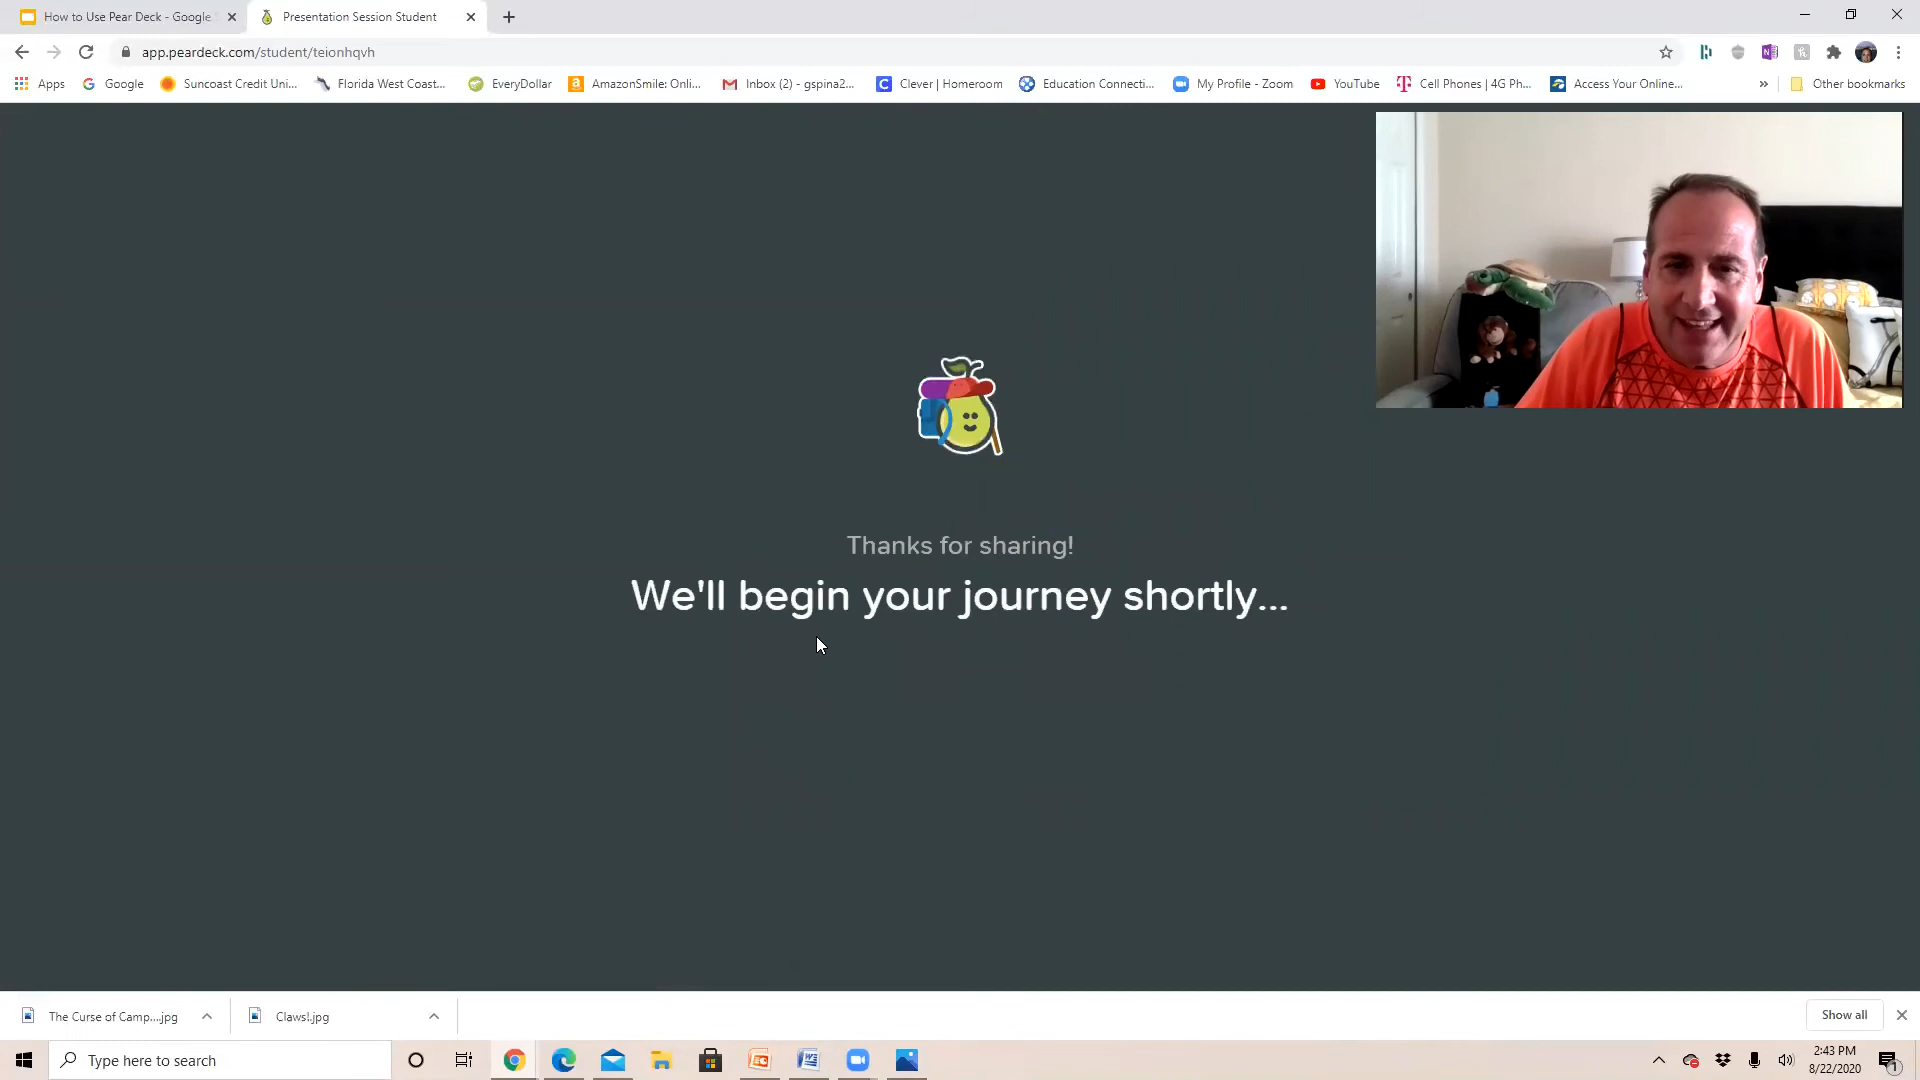 How to Use Pear Deck - Google S
Presentation Session Student
app.peardeck.com/student/teionhqvh
Apps
Google
Suncoast Credit Uni...
Florida West Coast...
EveryDollar
AmazonSmile: Onli...
Inbox (2) - gspina2...
Clever | Homeroom
Education Connecti...
My Profile - Zoom
YouTube
Cell Phones | 4G Ph...
Access Your Online...
Other bookmarks
Thanks for sharing!
We'll begin your journey shortly...
The Curse of Camp....jpg
Claws!.jpg
Show all
Type here to search
2:43 PM
8/22/2020